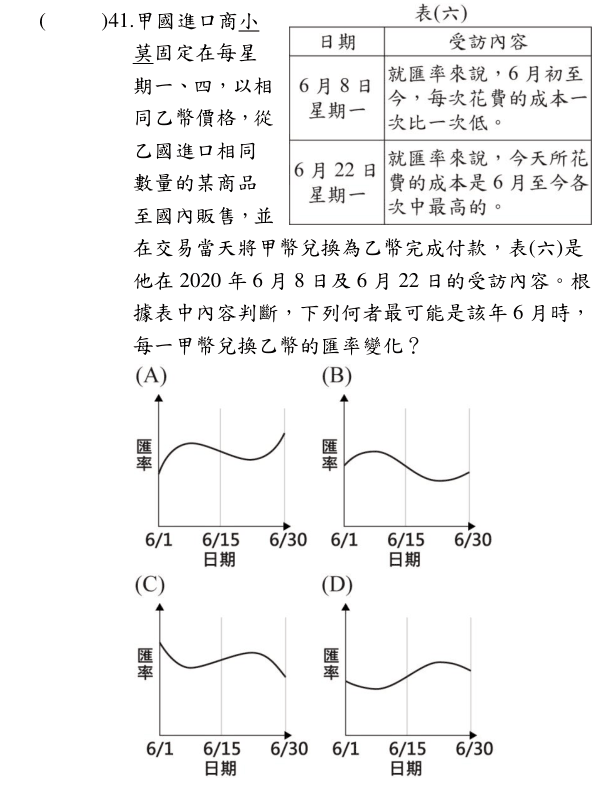 (　　)41.甲國進口商小
莫固定在每星
期一、四，以相
同乙幣價格，從
乙國進口相同
數量的某商品
至國內販售，並
在交易當天將甲幣兌換為乙幣完成付款，表(六)是
他在 2020 年 6 月 8 日及 6 月 22 日的受訪內容。根
據表中內容判斷，下列何者最可能是該年 6 月時，
每一甲幣兌換乙幣的匯率變化？
表(六)
日期 受訪內容
6 月 8 日
星期一
就匯率來說，6 月初至
今，每次花費的成本一
次比一次低。
6 月 22 日
星期一
就匯率來說，今天所花
費的成本是 6 月至今各
次中最高的。
(A)
匯率
6/1 6/15 6/30
日期
(B)
匯率
6/1 6/15 6/30
日期
(C)
匯率
6/1 6/15 6/30
日期
(D)
匯率
6/1 6/15 6/30
日期